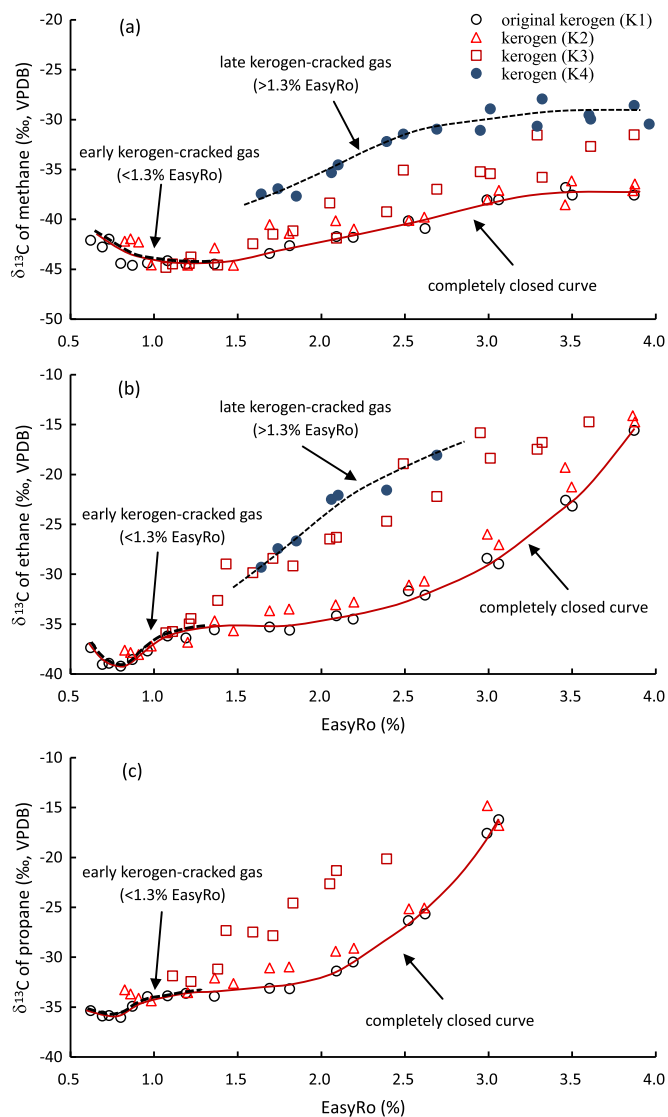 -20
(a)
original kerogen (K1)
kerogen (K2)
kerogen (K3)
kerogen (K4)
late kerogen-cracked gas
(>1.3% EasyRo)
-25
-30
early kerogen-cracked gas
(<1.3% EasyRo)
-35
-40
-45
completely closed curve
-50
δ13C of methane (‰, VPDB)
0.5 1.0 1.5 2.0 2.5 3.0 3.5 4.0
-10
(b)
late kerogen-cracked gas
(>1.3% EasyRo)
-15
-20
early kerogen-cracked gas
(<1.3% EasyRo)
-25
-30
completely closed curve
-35
-40
δ13C of ethane (‰, VPDB)
0.5 1.0 1.5 2.0 2.5 3.0 3.5 4.0
EasyRo (%)
-10
(c)
-15
-20
early kerogen-cracked gas
(<1.3% EasyRo)
-25
-30
-35
completely closed curve
-40
δ13C of propane (‰, VPDB)
0.5 1.0 1.5 2.0 2.5 3.0 3.5 4.0
EasyRo (%)